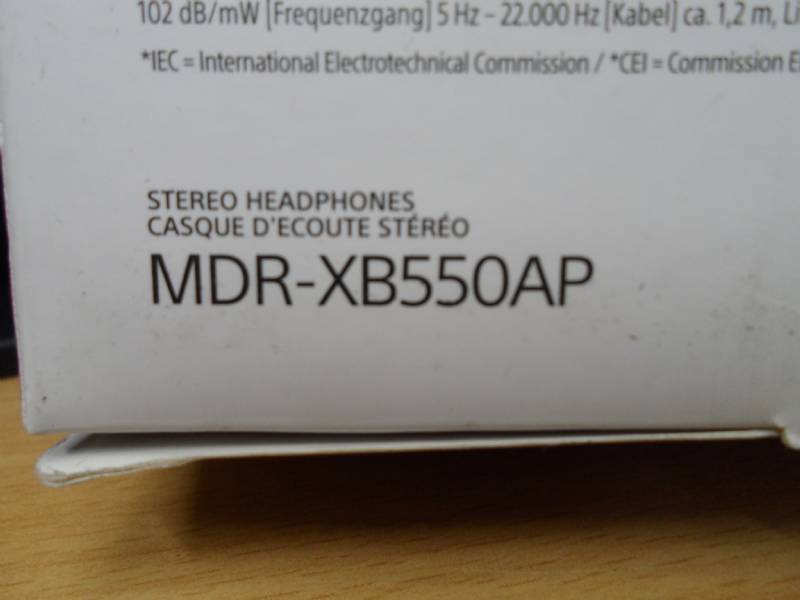 102 dB/mW [Frequenzgang] 5 Hz – 22.000 Hz [Kabel] ca. 1,2 m,
*IEC = International Electrotechnical Commission / *CEI = Commission
STEREO HEADPHONES
CASQUE D'ECOUTE STÉRÉO
MDR-XB550AP